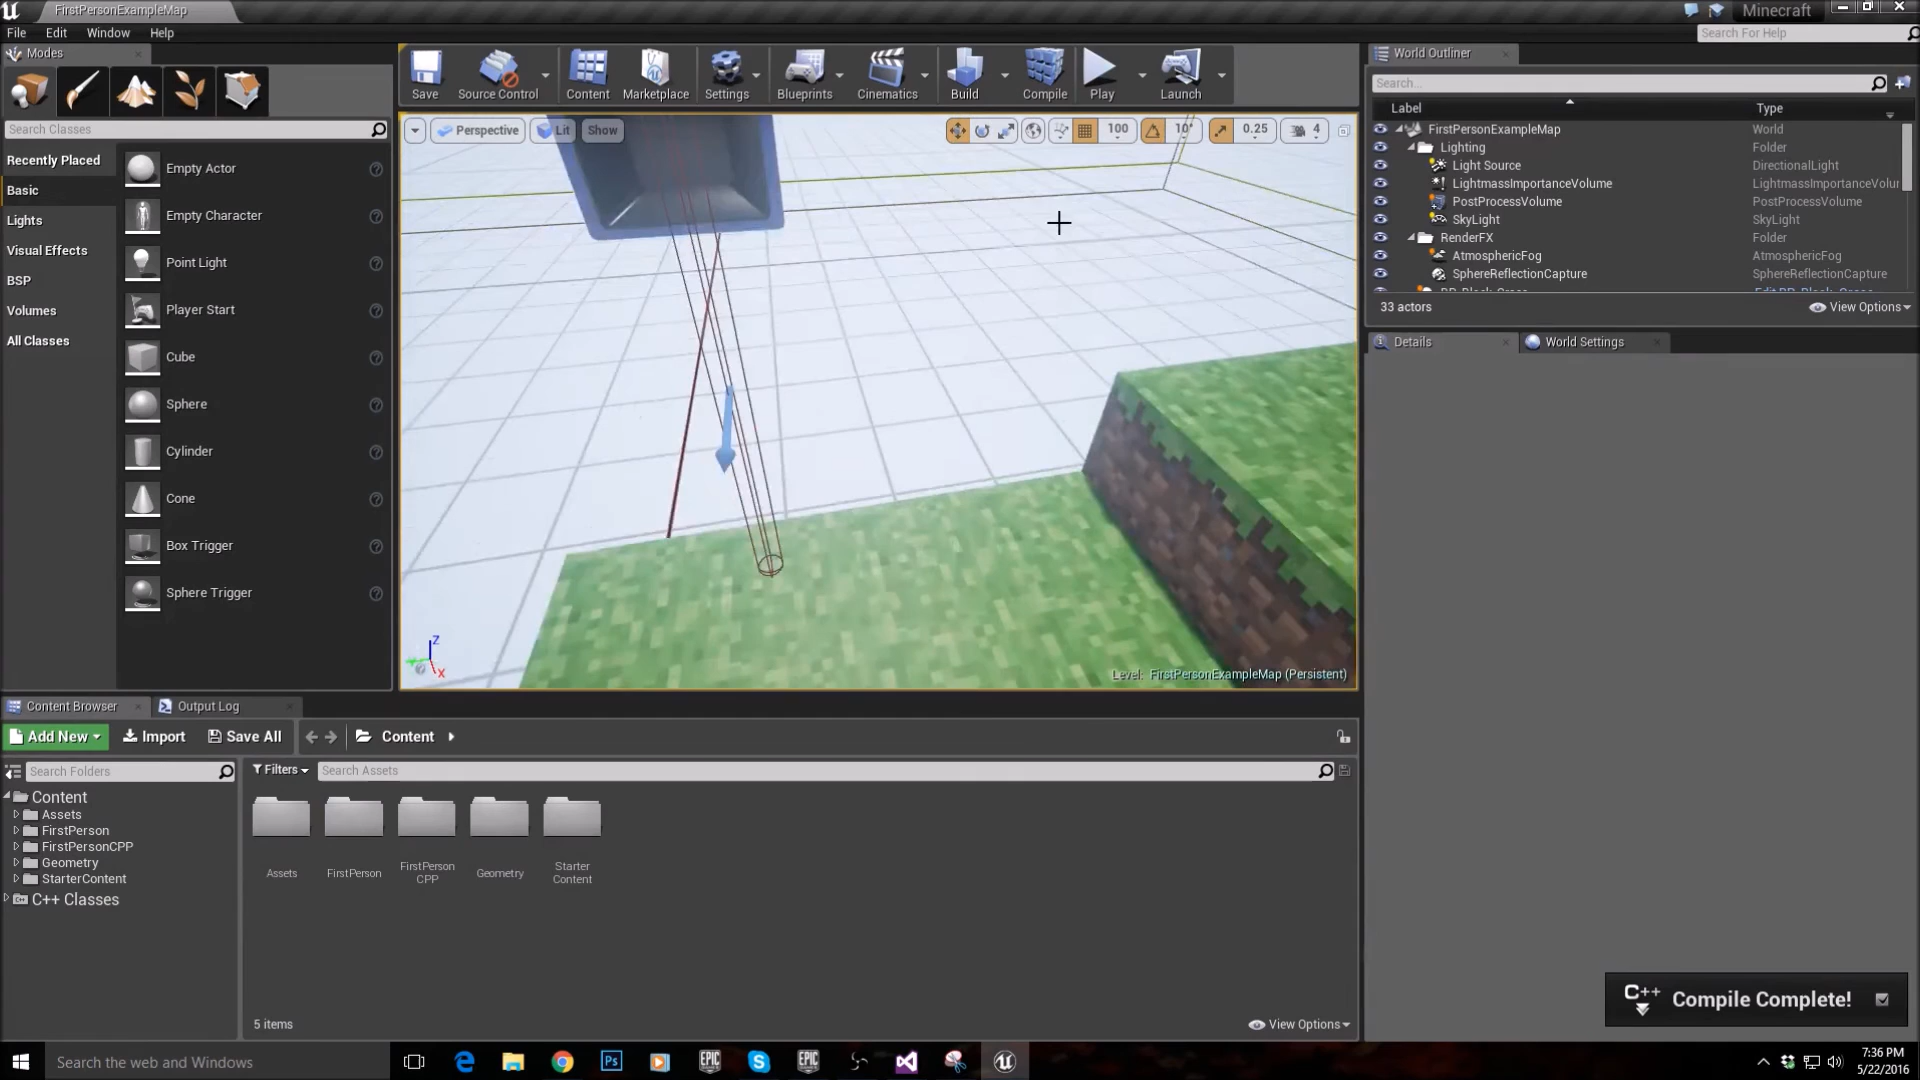 FirstPersonExampleMap
Minecraft
File Edit Window Help
Search For Help
Modes
Search Classes
Recently Placed
Basic
Lights
Visual Effects
BSP
Volumes
All Classes
Empty Actor
Empty Character
Point Light
Player Start
Cube
Sphere
Cylinder
Cone
Box Trigger
Sphere Trigger
Save Source Control Content Marketplace Settings Blueprints Cinematics Build Compile Play Launch
Perspective Lit Show
100 10° 0.25 4
Z
X
Level: FirstPersonExampleMap (Persistent)
World Outliner
Search...
Label Type
FirstPersonExampleMap World
Lighting Folder
Light Source DirectionalLight
LightmassImportanceVolume LightmassImportanceVolur
PostProcessVolume PostProcessVolume
SkyLight SkyLight
RenderFX Folder
AtmosphericFog AtmosphericFog
SphereReflectionCapture SphereReflectionCapture
33 actors View Options
Details World Settings
Content Browser Output Log
Add New Import Save All Content
Search Folders
Filters Search Assets
Content
Assets
FirstPerson
FirstPersonCPP
Geometry
StarterContent
C++ Classes
Assets
FirstPerson
FirstPerson
CPP
Geometry
Starter
Content
5 items View Options
C++ Compile Complete!
Search the web and Windows
Ps
EPIC
EPIC
7:36 PM
5/22/2016